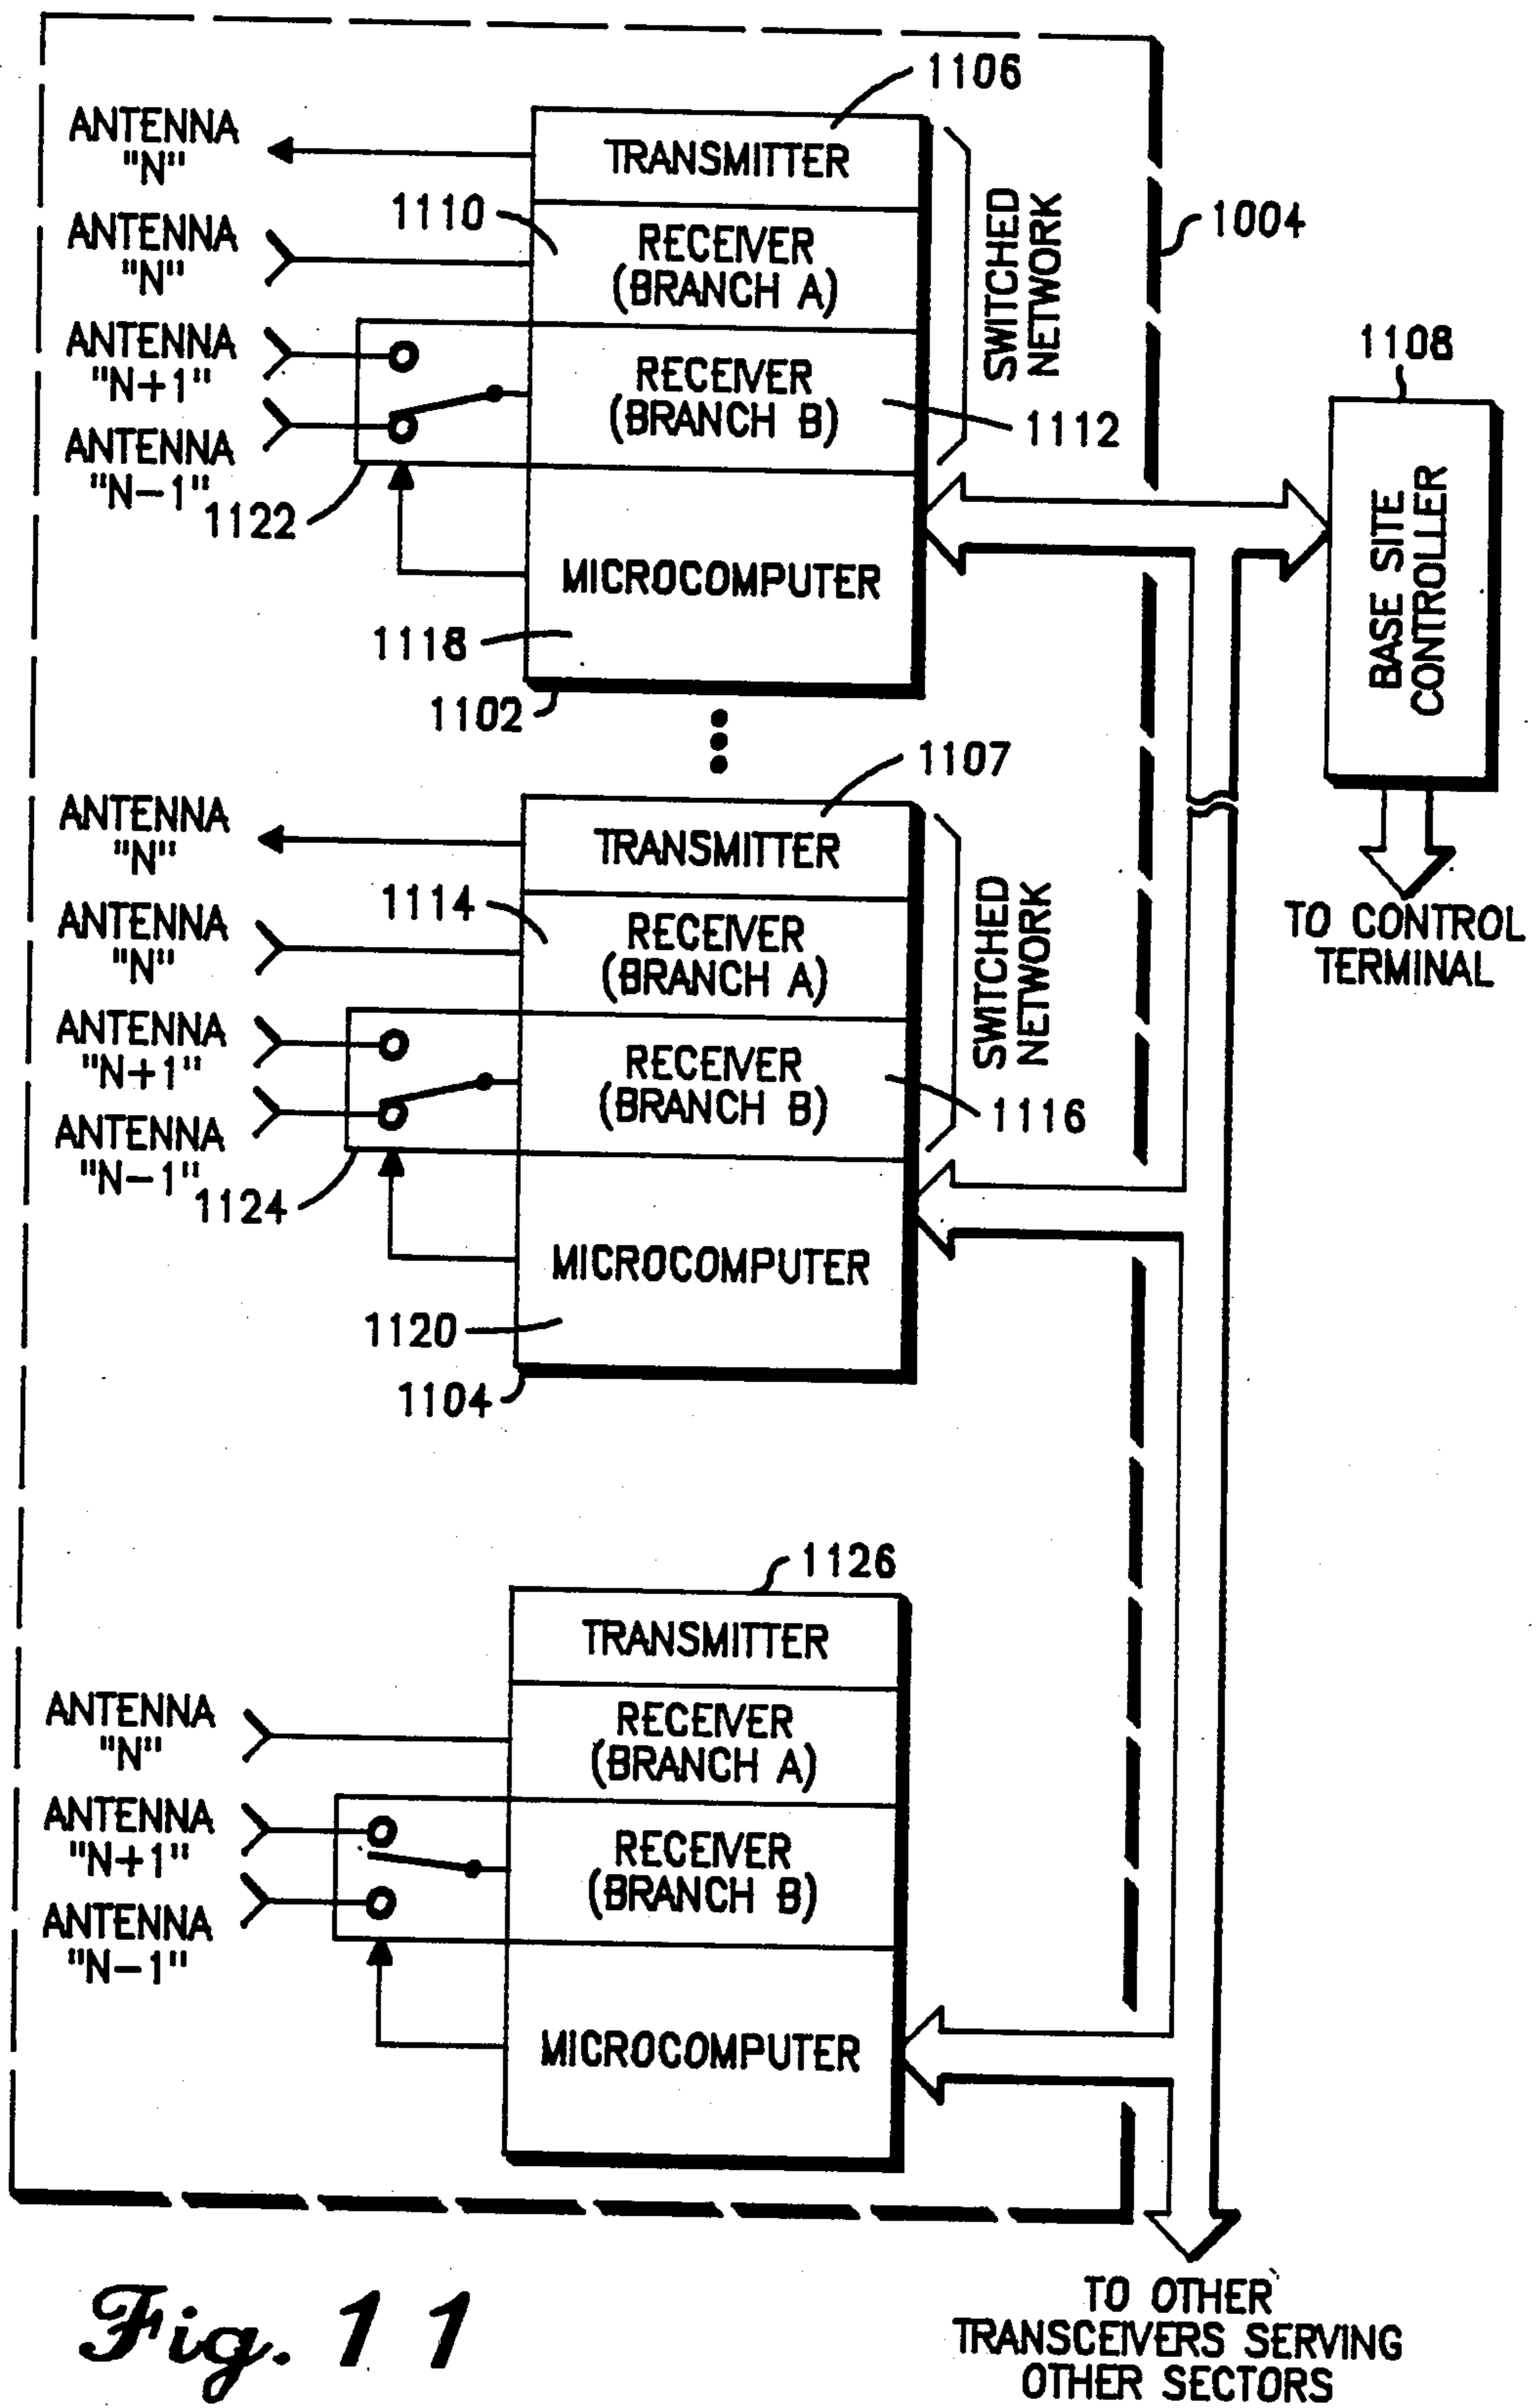 1106
ANTENNA
"N"
TRANSMITTER
1110
ANTENNA
"N"
RECEIVER
(BRANCH A)
SWITCHED
NETWORK
1004
ANTENNA
"N+1"
RECEIVER
(BRANCH B)
1112
1108
ANTENNA
"N-1"
1122
BASE SITE
CONTROLLER
MICROCOMPUTER
1118
1102
1107
ANTENNA
"N"
TRANSMITTER
1114
ANTENNA
"N"
RECEIVER
(BRANCH A)
SWITCHED
NETWORK
TO CONTROL
TERMINAL
ANTENNA
"N+1"
RECEIVER
(BRANCH B)
1116
ANTENNA
"N-1"
1124
MICROCOMPUTER
1120
1104
1126
TRANSMITTER
ANTENNA
"N"
RECEIVER
(BRANCH A)
ANTENNA
"N+1"
RECEIVER
(BRANCH B)
ANTENNA
"N-1"
MICROCOMPUTER
TO OTHER
TRANSCEIVERS SERVING
OTHER SECTORS
Fig. 11